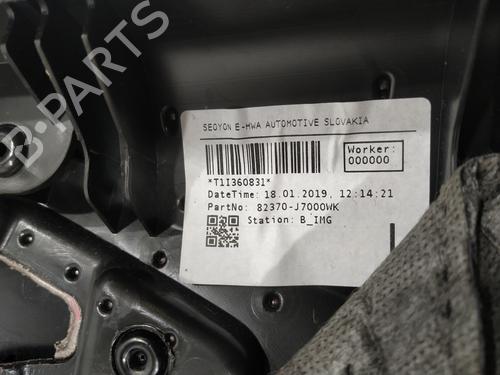 SEOYON E-HWA AUTOMOTIVE SLOVAKIA
Worker:
000000
*T1I360831*
DateTime: 18.01.2019, 12:14:21
PartNo: 82370-J7000WK
Station: B_IMG
B-PARTS